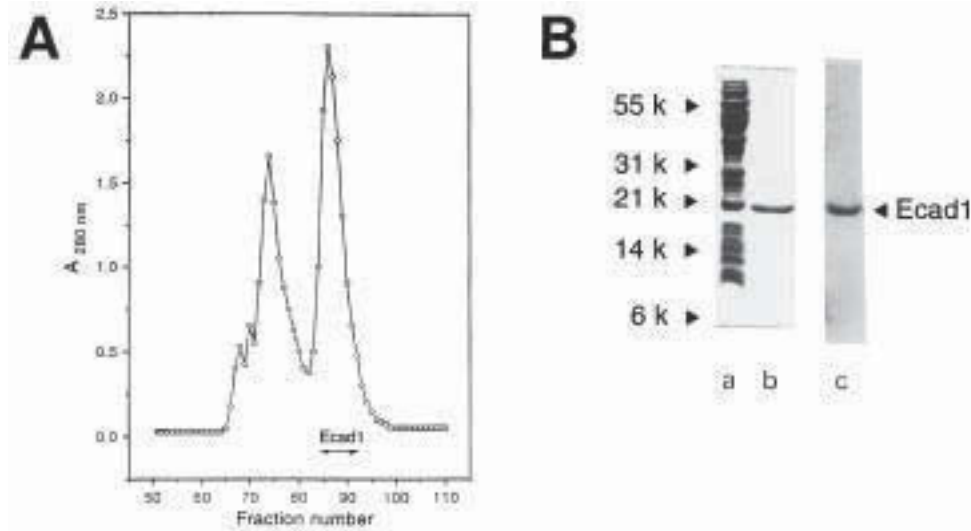 A
2.5
2.0
1.5
1.0
0.5
0.0
A 280 nm
Ecad1
50 60 70 80 90 100 110
Fraction number
B
55 k
31 k
21 k
14 k
6 k
Ecad1
a b c